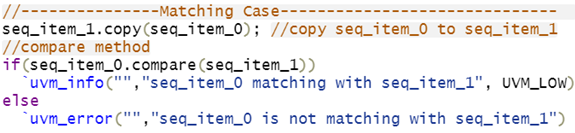 //---------------Matching Case------------------------------
seq_item_1.copy(seq_item_0); //copy seq_item_0 to seq_item_1
//compare method
if(seq_item_0.compare(seq_item_1))
`uvm_info("","seq_item_0 matching with seq_item_1", UVM_LOW)
else
`uvm_error("","seq_item_0 is not matching with seq_item_1")